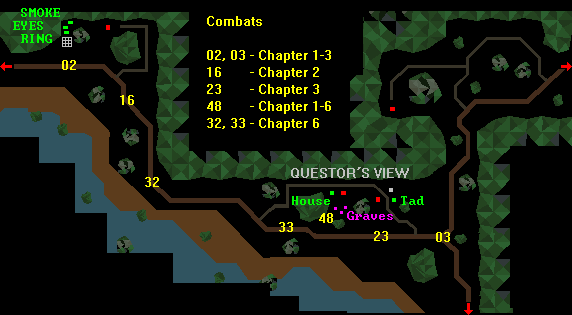 SMOKE
EYES
RING
Combats
02, 03 - Chapter 1-3
16 - Chapter 2
23 - Chapter 3
48 - Chapter 1-6
32, 33 - Chapter 6
02
16
32
QUESTOR'S VIEW
House
Tad
48
Graves
33
23
03